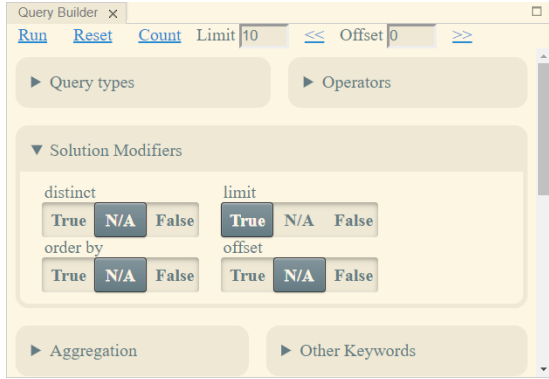 Query Builder
Run Reset Count Limit 10 << Offset 0 >>
Query types Operators
Solution Modifiers
distinct limit
True N/A False True N/A False
order by offset
True N/A False True N/A False
Aggregation Other Keywords